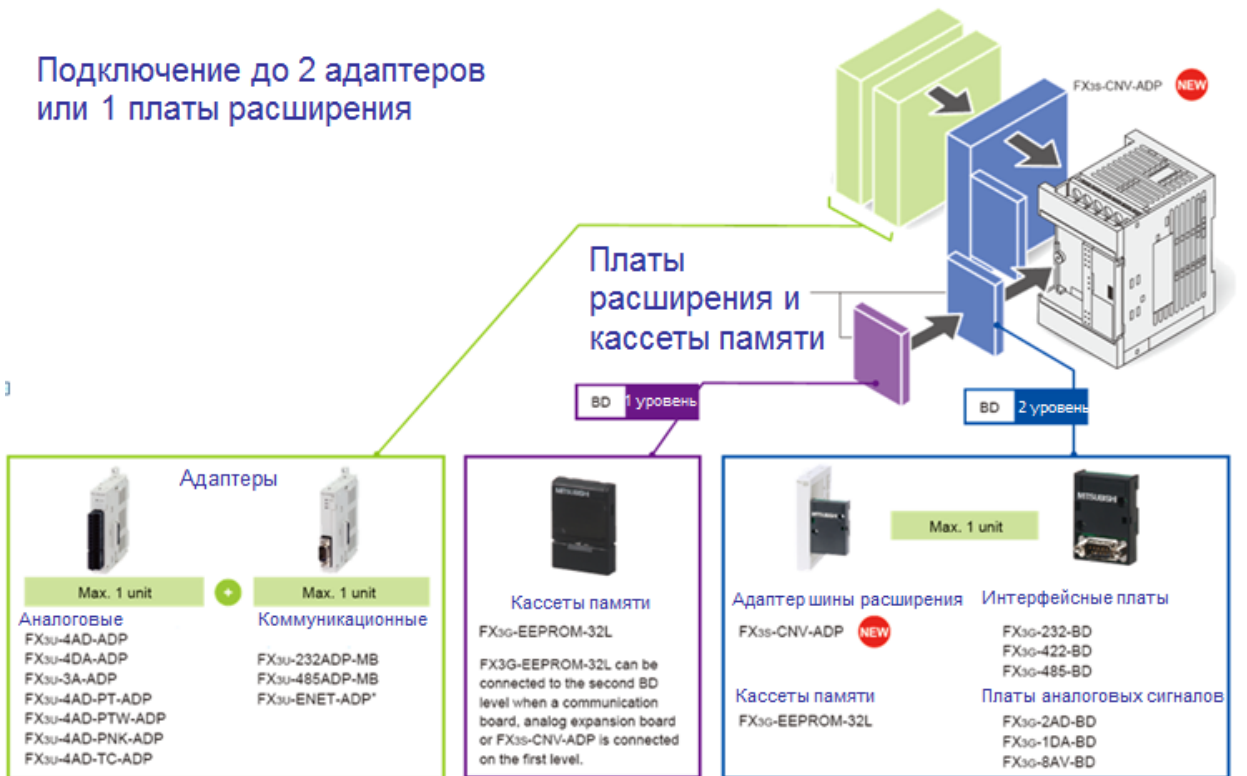 Подключение до 2 адаптеров
или 1 платы расширения
FX3S-CNV-ADP NEW
Платы
расширения и
кассеты памяти
BD 1 уровень
BD 2 уровень
Адаптеры
Max. 1 unit + Max. 1 unit
Аналоговые
FX3U-4AD-ADP
FX3U-4DA-ADP
FX3U-3A-ADP
FX3U-4AD-PT-ADP
FX3U-4AD-PTW-ADP
FX3U-4AD-PNK-ADP
FX3U-4AD-TC-ADP
Коммуникационные
FX3U-232ADP-MB
FX3U-485ADP-MB
FX3U-ENET-ADP*
MITSUBISHI
Кассеты памяти
FX3G-EEPROM-32L
FX3G-EEPROM-32L can be
connected to the second BD
level when a communication
board, analog expansion board
or FX3S-CNV-ADP is connected
on the first level.
MITSUBISHI
Max. 1 unit
MITSUBISHI
Адаптер шины расширения
FX3S-CNV-ADP NEW
Кассеты памяти
FX3G-EEPROM-32L
Интерфейсные платы
FX3G-232-BD
FX3G-422-BD
FX3G-485-BD
Платы аналоговых сигналов
FX3G-2AD-BD
FX3G-1DA-BD
FX3G-8AV-BD